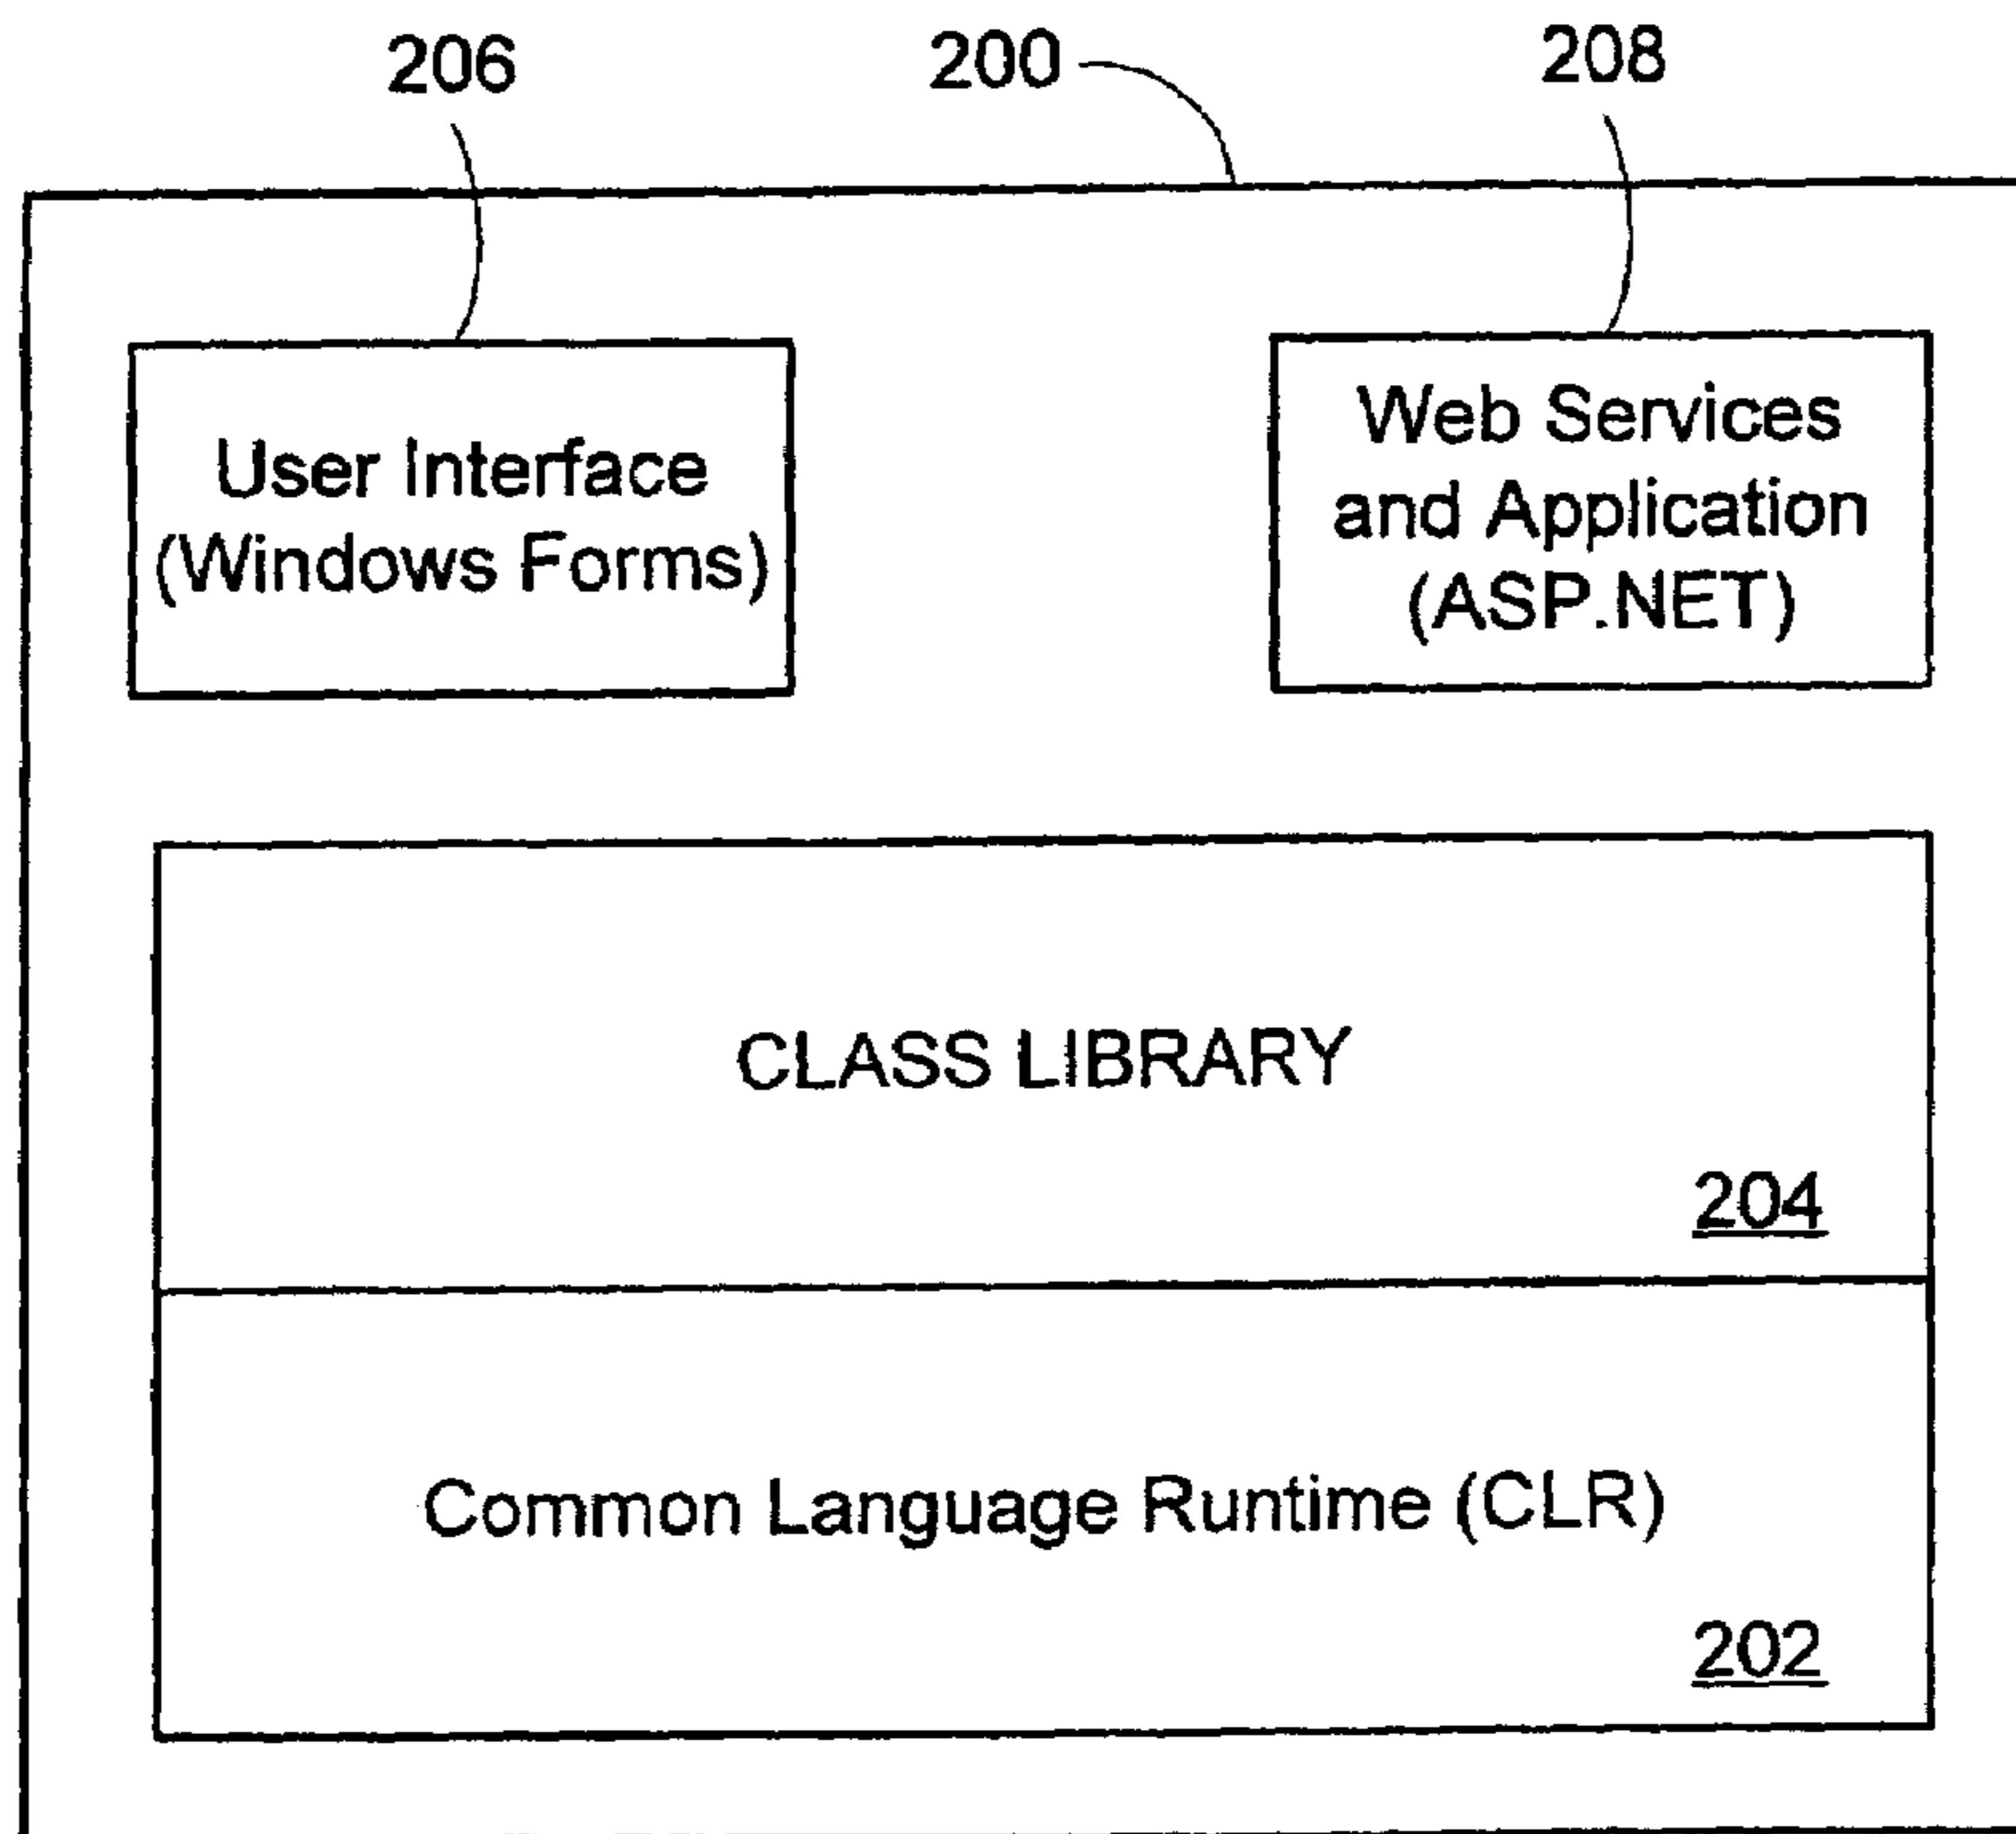 206
200
208
User Interface
(Windows Forms)
Web Services
and Application
(ASP.NET)
CLASS LIBRARY
204
Common Language Runtime (CLR)
202